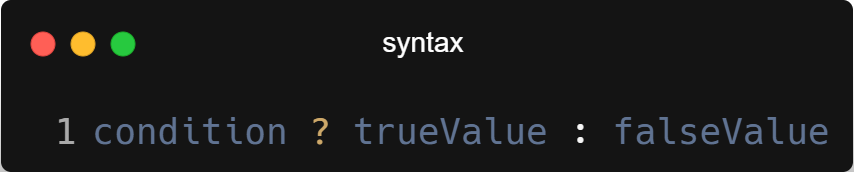 syntax
1 condition ? trueValue : falseValue